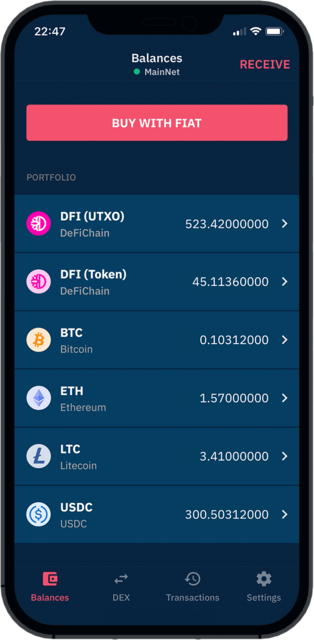 22:47
Balances
MainNet
RECEIVE
BUY WITH FIAT
PORTFOLIO
DFI (UTXO)
DeFiChain
523.42000000
DFI (Token)
DeFiChain
45.11360000
BTC
Bitcoin
0.10312000
ETH
Ethereum
1.57000000
LTC
Litecoin
3.41000000
USDC
USDC
300.50312000
Balances
DEX
Transactions
Settings